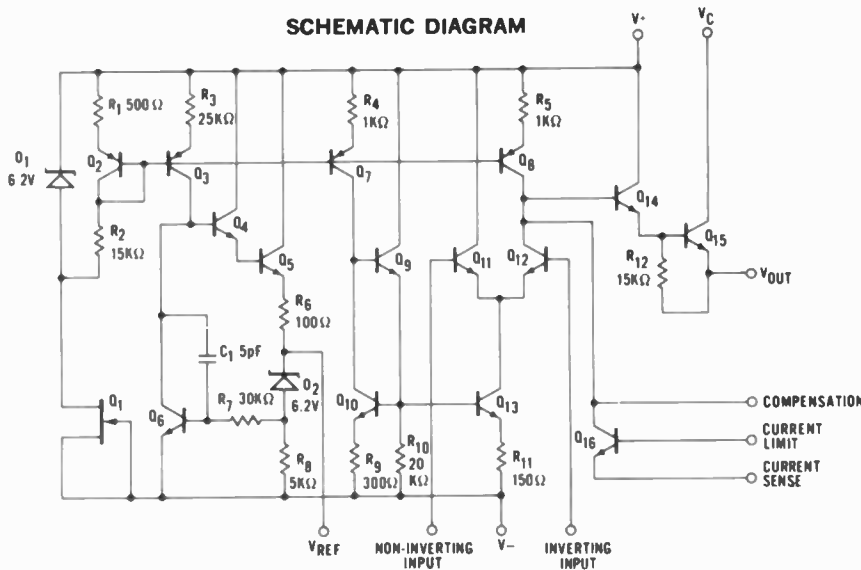 SCHEMATIC DIAGRAM
V+
VC
R1 500Ω
R3
25KΩ
R4
1KΩ
R5
1KΩ
D1
6.2V
Q2
Q3
Q7
Q8
Q4
Q14
R2
15KΩ
Q5
Q9
Q11
Q12
Q15
R12
15KΩ
VOUT
R6
100Ω
C1 5pF
D2
6.2V
Q1
Q6
R7 30KΩ
Q10
Q13
COMPENSATION
R8
5KΩ
R9
300Ω
R10
20
KΩ
R11
150Ω
Q16
CURRENT
LIMIT
CURRENT
SENSE
VREF
NON-INVERTING
INPUT
V−
INVERTING
INPUT